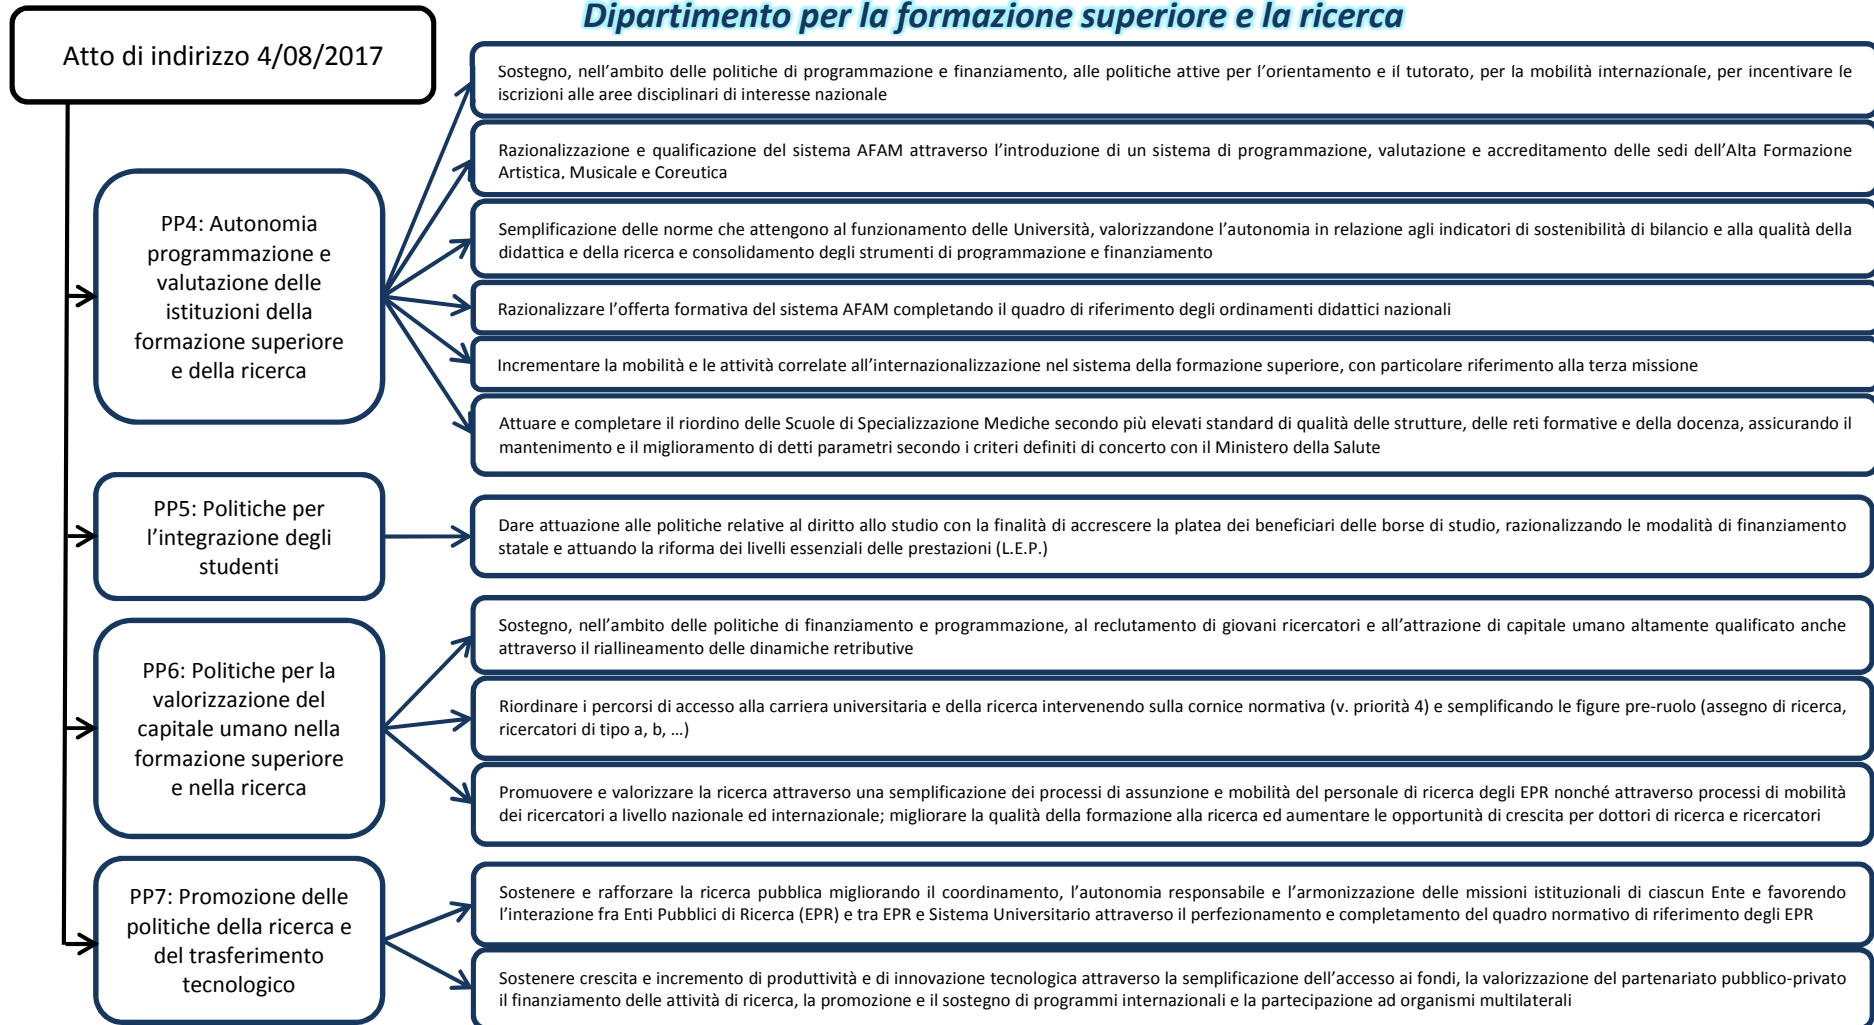 Dipartimento per la formazione superiore e la ricerca
Atto di indirizzo 4/08/2017
PP4: Autonomia
programmazione e
valutazione delle
istituzioni della
formazione superiore
e della ricerca
Sostegno, nell’ambito delle politiche di programmazione e finanziamento, alle politiche attive per l’orientamento e il tutorato, per la mobilità internazionale, per incentivare le
iscrizioni alle aree disciplinari di interesse nazionale
Razionalizzazione e qualificazione del sistema AFAM attraverso l’introduzione di un sistema di programmazione, valutazione e accreditamento delle sedi dell’Alta Formazione
Artistica, Musicale e Coreutica
Semplificazione delle norme che attengono al funzionamento delle Università, valorizzandone l’autonomia in relazione agli indicatori di sostenibilità di bilancio e alla qualità della
didattica e della ricerca e consolidamento degli strumenti di programmazione e finanziamento
Razionalizzare l’offerta formativa del sistema AFAM completando il quadro di riferimento degli ordinamenti didattici nazionali
Incrementare la mobilità e le attività correlate all’internazionalizzazione nel sistema della formazione superiore, con particolare riferimento alla terza missione
Attuare e completare il riordino delle Scuole di Specializzazione Mediche secondo più elevati standard di qualità delle strutture, delle reti formative e della docenza, assicurando il
mantenimento e il miglioramento di detti parametri secondo i criteri definiti di concerto con il Ministero della Salute
PP5: Politiche per
l’integrazione degli
studenti
Dare attuazione alle politiche relative al diritto allo studio con la finalità di accrescere la platea dei beneficiari delle borse di studio, razionalizzando le modalità di finanziamento
statale e attuando la riforma dei livelli essenziali delle prestazioni (L.E.P.)
PP6: Politiche per la
valorizzazione del
capitale umano nella
formazione superiore
e nella ricerca
Sostegno, nell’ambito delle politiche di finanziamento e programmazione, al reclutamento di giovani ricercatori e all’attrazione di capitale umano altamente qualificato anche
attraverso il riallineamento delle dinamiche retributive
Riordinare i percorsi di accesso alla carriera universitaria e della ricerca intervenendo sulla cornice normativa (v. priorità 4) e semplificando le figure pre-ruolo (assegno di ricerca,
ricercatori di tipo a, b, …)
Promuovere e valorizzare la ricerca attraverso una semplificazione dei processi di assunzione e mobilità del personale di ricerca degli EPR nonché attraverso processi di mobilità
dei ricercatori a livello nazionale ed internazionale; migliorare la qualità della formazione alla ricerca ed aumentare le opportunità di crescita per dottori di ricerca e ricercatori
PP7: Promozione delle
politiche della ricerca e
del trasferimento
tecnologico
Sostenere e rafforzare la ricerca pubblica migliorando il coordinamento, l’autonomia responsabile e l’armonizzazione delle missioni istituzionali di ciascun Ente e favorendo
l’interazione fra Enti Pubblici di Ricerca (EPR) e tra EPR e Sistema Universitario attraverso il perfezionamento e completamento del quadro normativo di riferimento degli EPR
Sostenere crescita e incremento di produttività e di innovazione tecnologica attraverso la semplificazione dell’accesso ai fondi, la valorizzazione del partenariato pubblico-privato
il finanziamento delle attività di ricerca, la promozione e il sostegno di programmi internazionali e la partecipazione ad organismi multilaterali